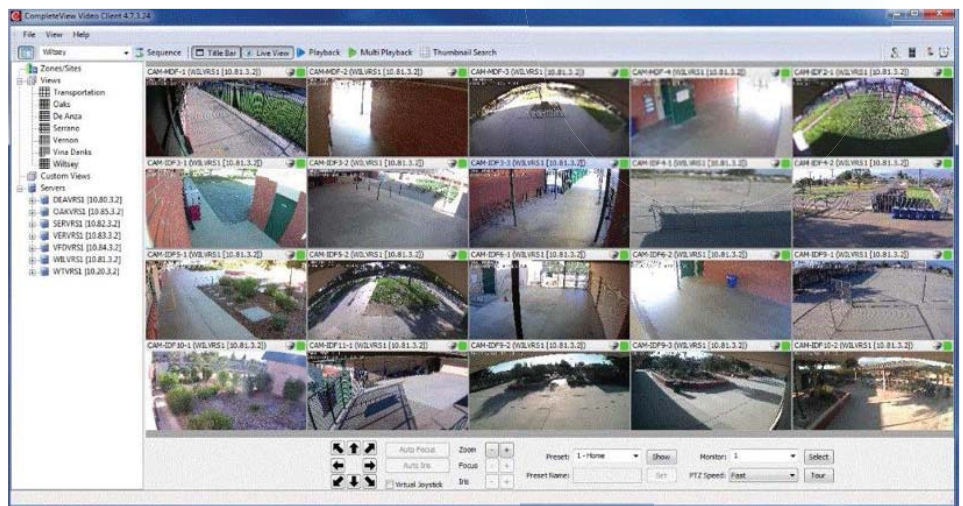 CompleteView Video Client 4.7.3.24
File View Help
Wiltsey Sequence Title Bar Live View Playback Multi Playback Thumbnail Search
Zones/Sites
Views
Transportation
Oaks
De Anza
Serrano
Vernon
Vina Danks
Wiltsey
Custom Views
Servers
DEAVRS1 [10.80.3.2]
OAKVRS1 [10.85.3.2]
SERVRS1 [10.82.3.2]
VERVRS1 [10.83.3.2]
VFDVRS1 [10.84.3.2]
WILVRS1 [10.81.3.2]
WTVRS1 [10.20.3.2]
CAM-MDF-1 (WILVRS1 [10.81.3.2]) CAM-MDF-2 (WILVRS1 [10.81.3.2]) CAM-MDF-3 (WILVRS1 [10.81.3.2]) CAM-MDF-4 (WILVRS1 [10.81.3.2]) CAM-IDF2-1 (WILVRS1 [10.81.3.2])
CAM-IDF3-1 (WILVRS1 [10.81.3.2]) CAM-IDF3-2 (WILVRS1 [10.81.3.2]) CAM-IDF3-3 (WILVRS1 [10.81.3.2]) CAM-IDF4-1 (WILVRS1 [10.81.3.2]) CAM-IDF4-2 (WILVRS1 [10.81.3.2])
CAM-IDF5-1 (WILVRS1 [10.81.3.2]) CAM-IDF5-2 (WILVRS1 [10.81.3.2]) CAM-IDF6-1 (WILVRS1 [10.81.3.2]) CAM-IDF6-2 (WILVRS1 [10.81.3.2]) CAM-IDF9-1 (WILVRS1 [10.81.3.2])
CAM-IDF10-1 (WILVRS1 [10.81.3.2]) CAM-IDF11-1 (WILVRS1 [10.81.3.2]) CAM-IDF9-2 (WILVRS1 [10.81.3.2]) CAM-IDF9-3 (WILVRS1 [10.81.3.2]) CAM-IDF10-2 (WILVRS1 [10.81.3.2])
Auto Focus Zoom - + Preset: 1 - Home Show Monitor: 1 Select
Auto Iris Focus - + Preset Name: Set PTZ Speed: Fast Tour
Virtual Joystick Iris - +